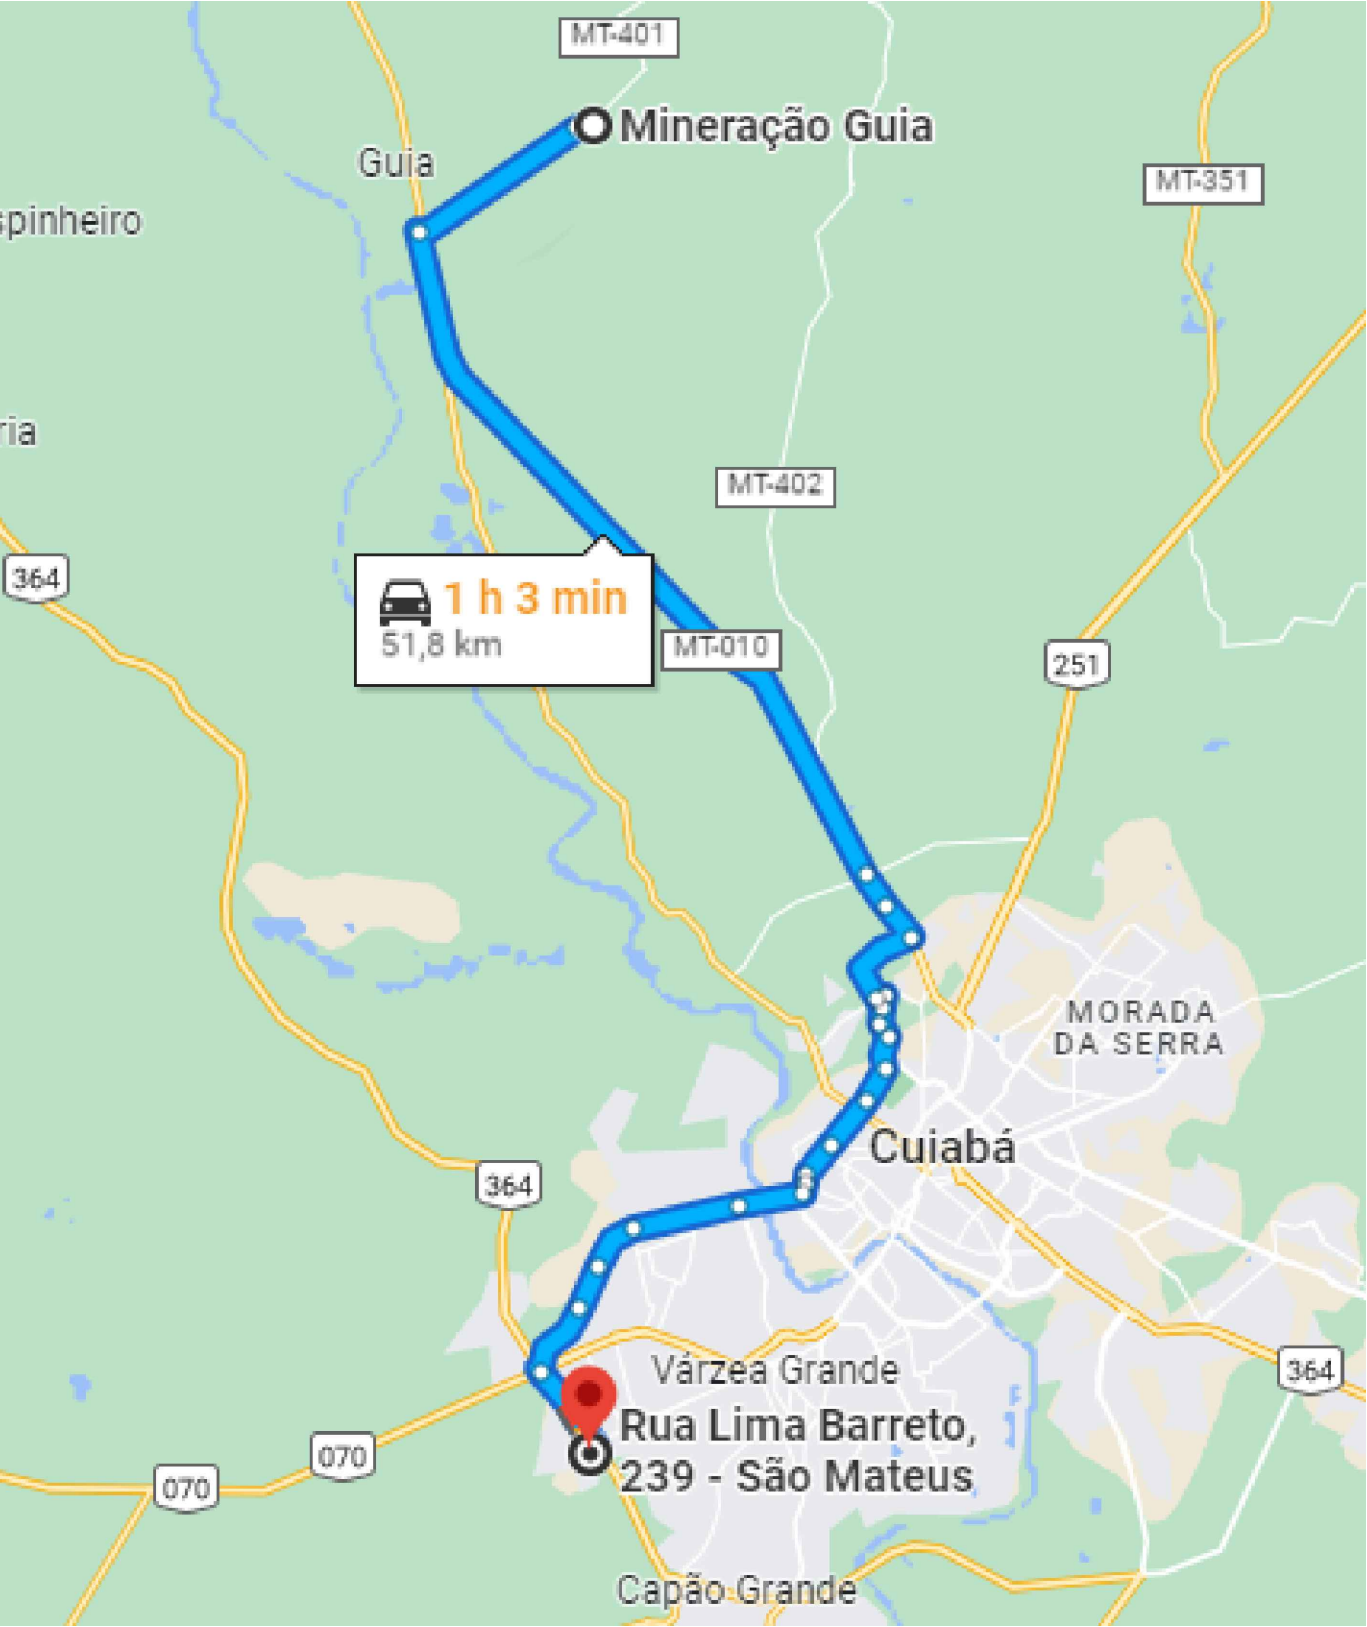 MT-401
Mineração Guia
Guia
MT-351
spinheiro
ria
MT-402
364
1 h 3 min
51,8 km
MT-010
251
MORADA
DA SERRA
Cuiabá
364
Várzea Grande
364
Rua Lima Barreto,
239 - São Mateus
070
070
Capão Grande